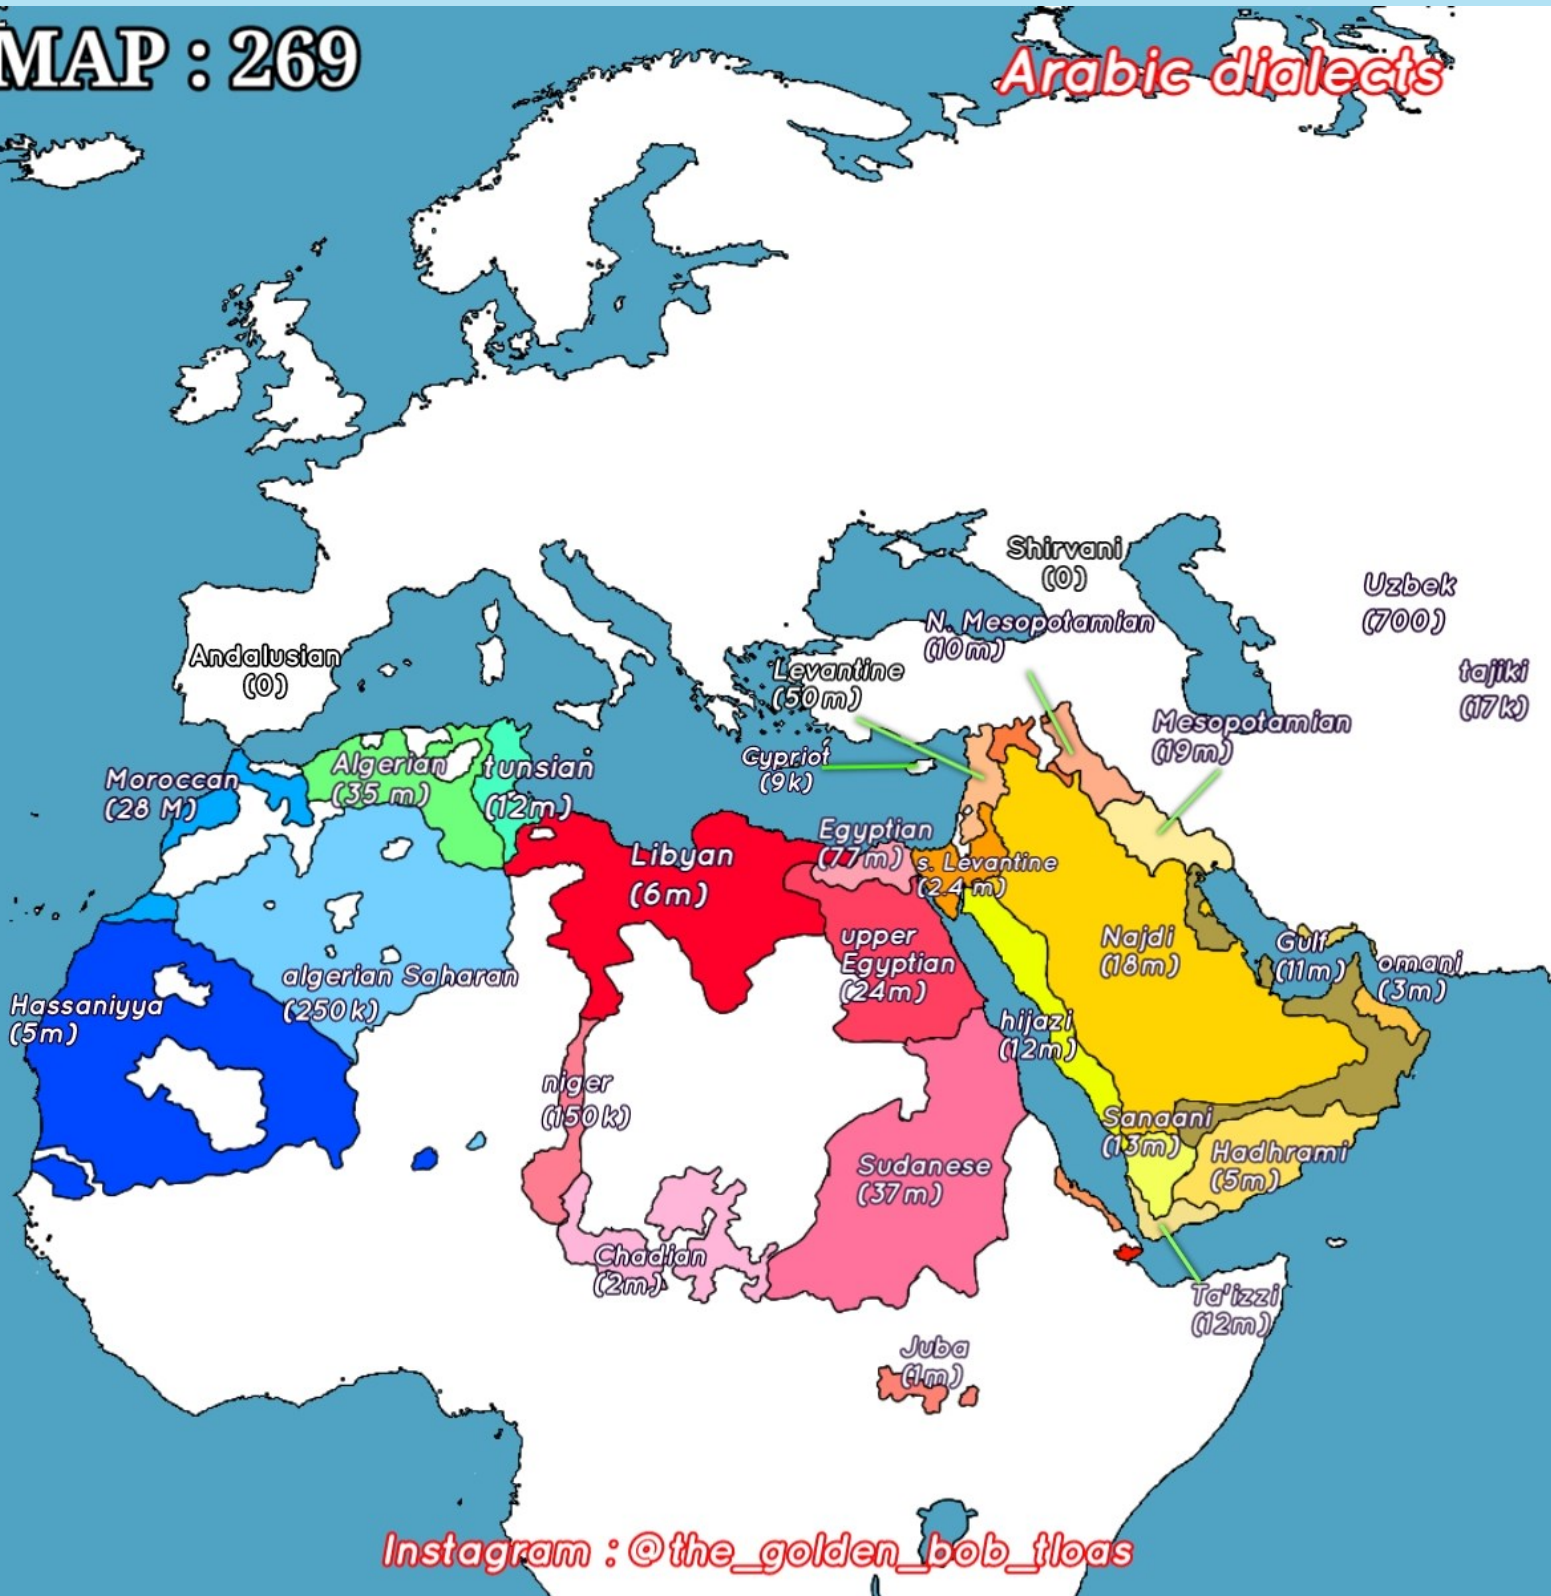 MAP : 269
Arabic dialects
Shirvani
(0)
Uzbek
(700)
N. Mesopotamian
(10m)
Andalusian
(0)
Levantine
(50m)
tajiki
(17k)
Mesopotamian
(19m)
Cypriot
(9k)
Moroccan
(28 M)
Algerian
(35 m)
tunsian
(12m)
Libyan
(6m)
Egyptian
(77m)
s. Levantine
(2.4 m)
upper
Egyptian
(24m)
Najdi
(18m)
Gulf
(11m)
omani
(3m)
algerian Saharan
(250k)
Hassaniyya
(5m)
hijazi
(12m)
niger
(150k)
Sanaani
(13m)
Hadhrami
(5m)
Sudanese
(37m)
Chadian
(2m)
Ta'izzi
(12m)
Juba
(1m)
Instagram : @the_golden_bob_tloas